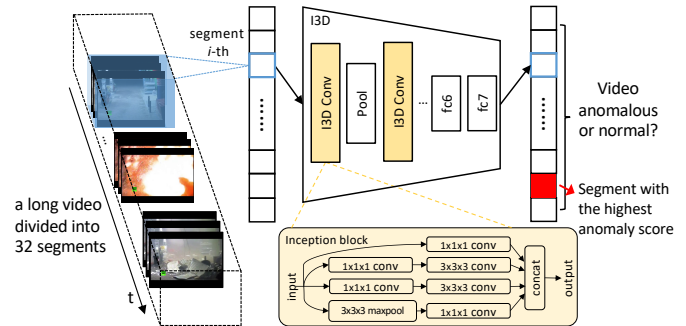 segment
i-th
I3D
I3D Conv
Pool
I3D Conv
...
fc6
fc7
Video
anomalous
or normal?
a long video
divided into
32 segments
t
Segment with
the highest
anomaly score
Inception block
input
1x1x1 conv
1x1x1 conv
3x3x3 conv
1x1x1 conv
3x3x3 conv
3x3x3 maxpool
1x1x1 conv
concat
output